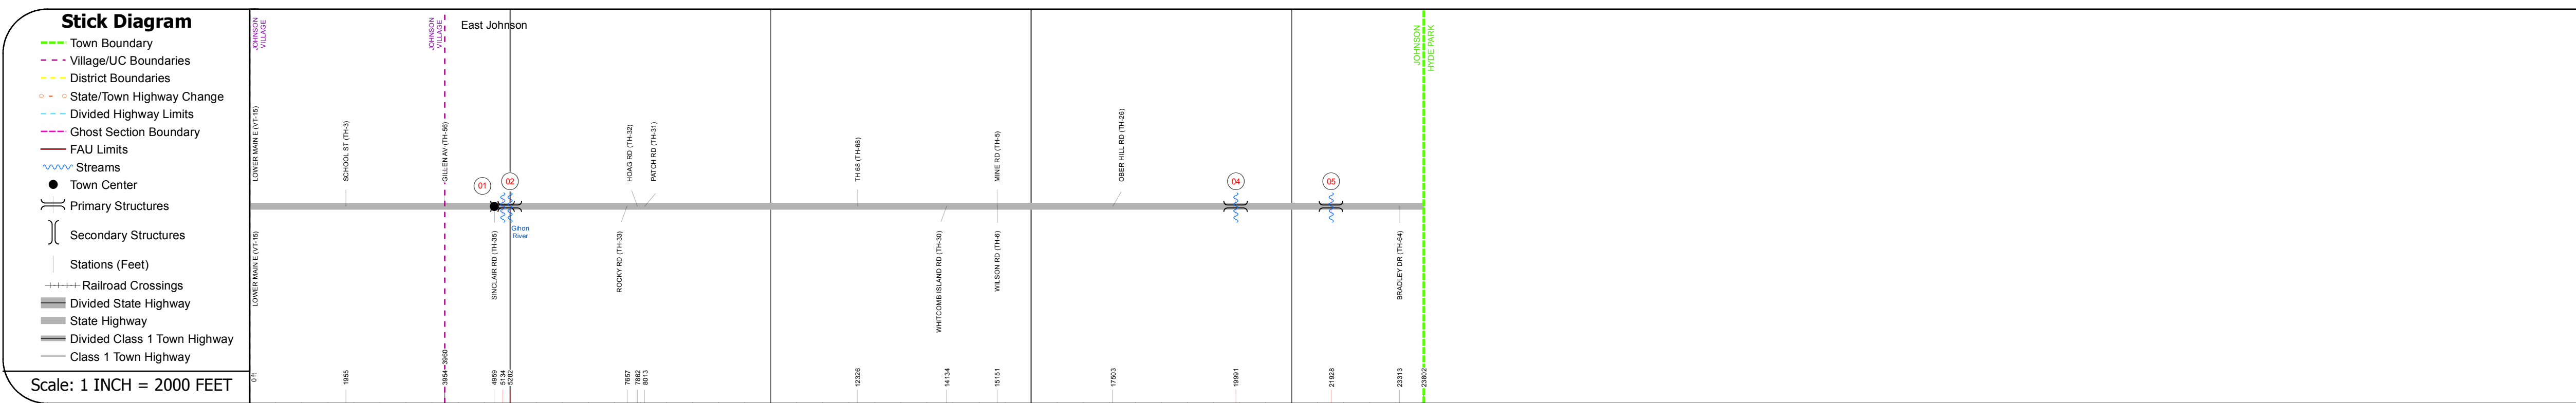 Stick Diagram
Town Boundary
Village/UC Boundaries
District Boundaries
State/Town Highway Change
Divided Highway Limits
Ghost Section Boundary
FAU Limits
Streams
Town Center
Primary Structures
Secondary Structures
Stations (Feet)
Railroad Crossings
Divided State Highway
State Highway
Divided Class 1 Town Highway
Class 1 Town Highway
Scale: 1 INCH = 2000 FEET
JOHNSON
VILLAGE
JOHNSON
VILLAGE
East Johnson
JOHNSON
HYDE PARK
LOWER MAIN E (VT-15)
SCHOOL ST (TH-3)
GILLEN AV (TH-56)
HOAG RD (TH-32)
PATCH RD (TH-31)
TH 68 (TH-68)
MINE RD (TH-5)
OBER HILL RD (TH-26)
01
02
04
05
Gihon
River
LOWER MAIN E (VT-15)
SINCLAIR RD (TH-35)
ROCKY RD (TH-33)
WHITCOMB ISLAND RD (TH-30)
WILSON RD (TH-6)
BRADLEY DR (TH-64)
0 ft
1955
3954
3960
4959
5134
5282
7657
7862
8013
12326
14134
15151
17503
19991
21928
23313
23802